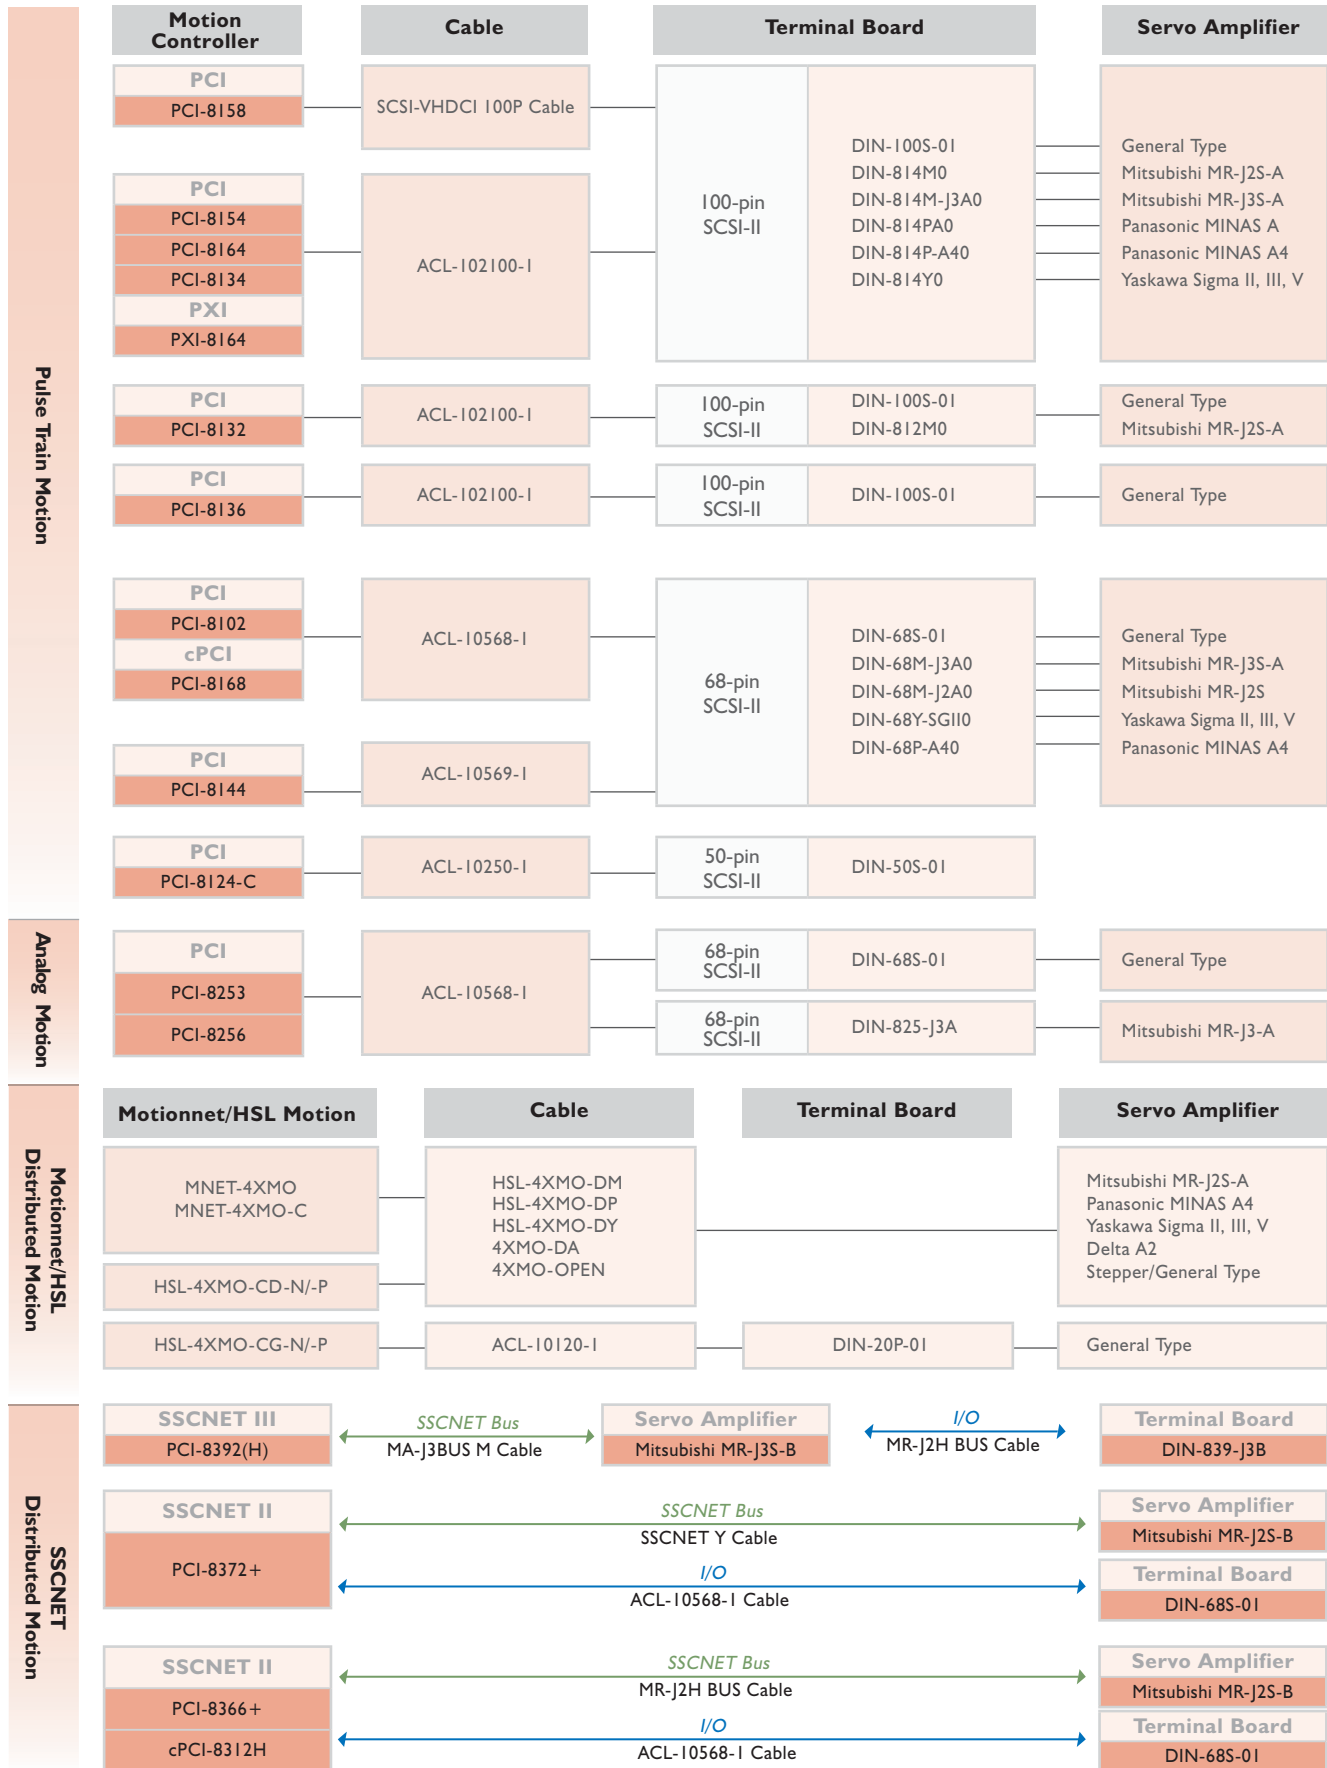 Motion Controller
Cable
Terminal Board
Servo Amplifier
Pulse Train Motion
PCI
PCI-8158
SCSI-VHDCI 100P Cable
PCI
PCI-8154
PCI-8164
PCI-8134
PXI
PXI-8164
ACL-102100-1
100-pin
SCSI-II
DIN-100S-01
DIN-814M0
DIN-814M-J3A0
DIN-814PA0
DIN-814P-A40
DIN-814Y0
General Type
Mitsubishi MR-J2S-A
Mitsubishi MR-J3S-A
Panasonic MINAS A
Panasonic MINAS A4
Yaskawa Sigma II, III, V
PCI
PCI-8132
ACL-102100-1
100-pin
SCSI-II
DIN-100S-01
DIN-812M0
General Type
Mitsubishi MR-J2S-A
PCI
PCI-8136
ACL-102100-1
100-pin
SCSI-II
DIN-100S-01
General Type
PCI
PCI-8102
cPCI
PCI-8168
ACL-10568-1
PCI
PCI-8144
ACL-10569-1
68-pin
SCSI-II
DIN-68S-01
DIN-68M-J3A0
DIN-68M-J2A0
DIN-68Y-SGII0
DIN-68P-A40
General Type
Mitsubishi MR-J3S-A
Mitsubishi MR-J2S
Yaskawa Sigma II, III, V
Panasonic MINAS A4
PCI
PCI-8124-C
ACL-10250-1
50-pin
SCSI-II
DIN-50S-01
Analog Motion
PCI
PCI-8253
PCI-8256
ACL-10568-1
68-pin
SCSI-II
DIN-68S-01
General Type
68-pin
SCSI-II
DIN-825-J3A
Mitsubishi MR-J3-A
Motionnet/HSL
Distributed Motion
Motionnet/HSL Motion
Cable
Terminal Board
Servo Amplifier
MNET-4XMO
MNET-4XMO-C
HSL-4XMO-CD-N/-P
HSL-4XMO-DM
HSL-4XMO-DP
HSL-4XMO-DY
4XMO-DA
4XMO-OPEN
Mitsubishi MR-J2S-A
Panasonic MINAS A4
Yaskawa Sigma II, III, V
Delta A2
Stepper/General Type
HSL-4XMO-CG-N/-P
ACL-10120-1
DIN-20P-01
General Type
SSCNET
Distributed Motion
SSCNET III
PCI-8392(H)
SSCNET Bus
MA-J3BUS M Cable
Servo Amplifier
Mitsubishi MR-J3S-B
I/O
MR-J2H BUS Cable
Terminal Board
DIN-839-J3B
SSCNET II
PCI-8372+
SSCNET Bus
SSCNET Y Cable
Servo Amplifier
Mitsubishi MR-J2S-B
I/O
ACL-10568-1 Cable
Terminal Board
DIN-68S-01
SSCNET II
PCI-8366+
cPCI-8312H
SSCNET Bus
MR-J2H BUS Cable
Servo Amplifier
Mitsubishi MR-J2S-B
I/O
ACL-10568-1 Cable
Terminal Board
DIN-68S-01